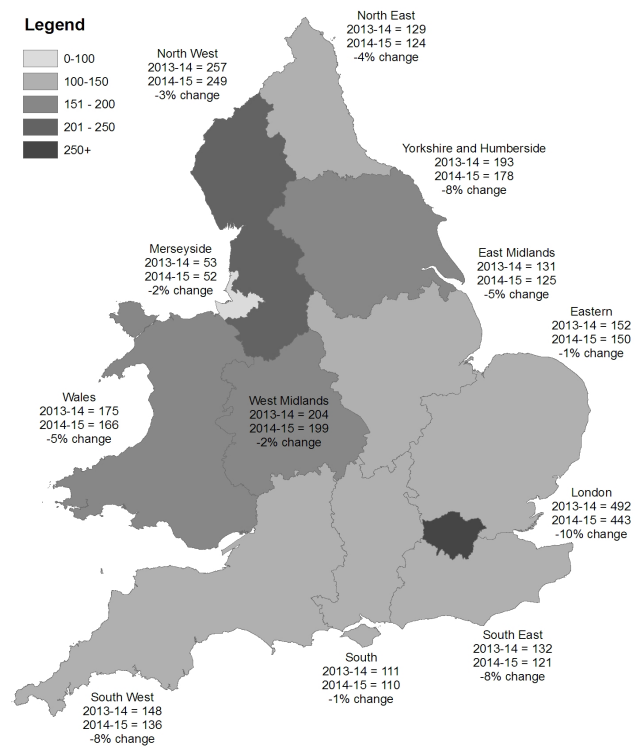 Legend
0-100
100-150
151 - 200
201 - 250
250+
North East
2013-14 = 129
2014-15 = 124
-4% change
North West
2013-14 = 257
2014-15 = 249
-3% change
Yorkshire and Humberside
2013-14 = 193
2014-15 = 178
-8% change
Merseyside
2013-14 = 53
2014-15 = 52
-2% change
East Midlands
2013-14 = 131
2014-15 = 125
-5% change
Eastern
2013-14 = 152
2014-15 = 150
-1% change
Wales
2013-14 = 175
2014-15 = 166
-5% change
West Midlands
2013-14 = 204
2014-15 = 199
-2% change
London
2013-14 = 492
2014-15 = 443
-10% change
South East
2013-14 = 132
2014-15 = 121
-8% change
South
2013-14 = 111
2014-15 = 110
-1% change
South West
2013-14 = 148
2014-15 = 136
-8% change